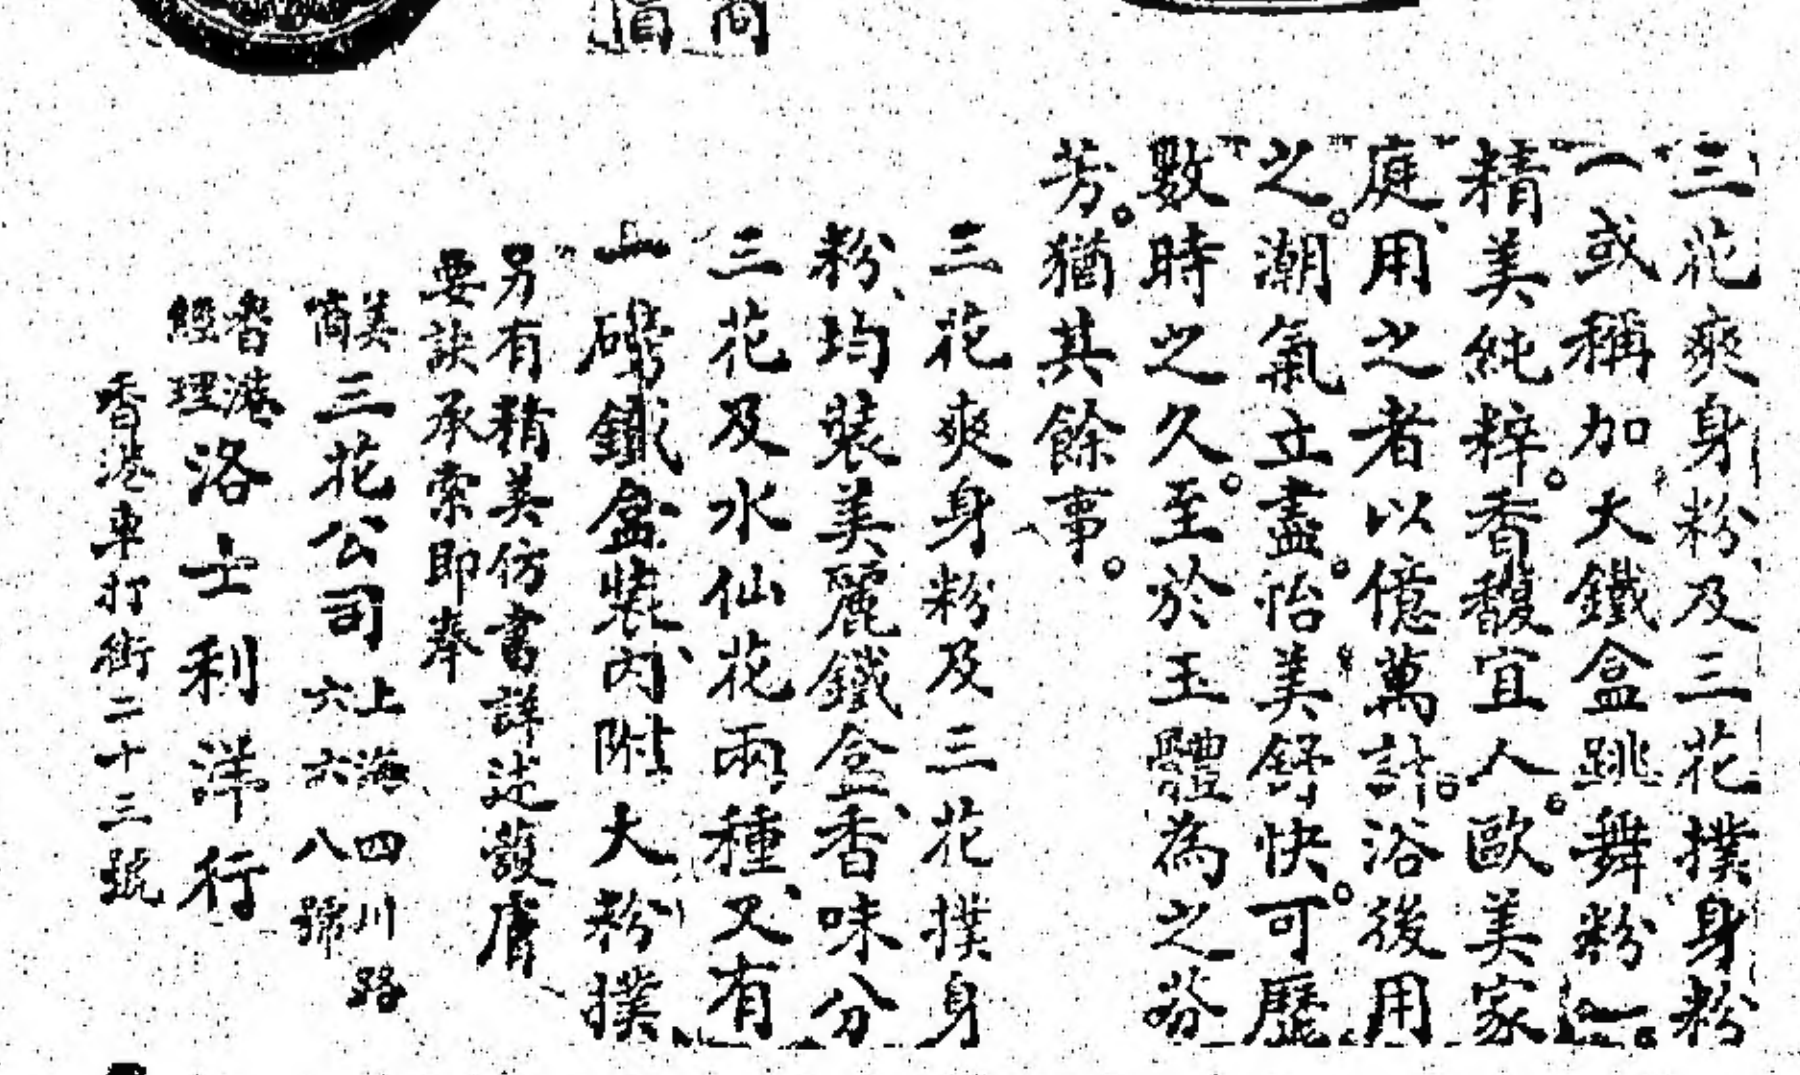 三花爽身粉及三花撲身粉
(或稱加大鐵盒跳舞粉)。
精美純粹。香馥宜人。歐美家
庭、用之者以億萬計。浴後用
之。潮氣立盡。怡美舒快。可歷
數時之久。至於玉體為之芬
芳。猶其餘事。
三花爽身粉及三花撲身
粉、均裝美麗鐵盒、香味分
三花及水仙花兩種、又有
一磅鐵盒裝、內附大粉撲
另有精美仿書詳述護膚
要訣承索即奉
美商三花公司上海四川路六六八號
香港經理洛士利洋行
香港車打街二十三號